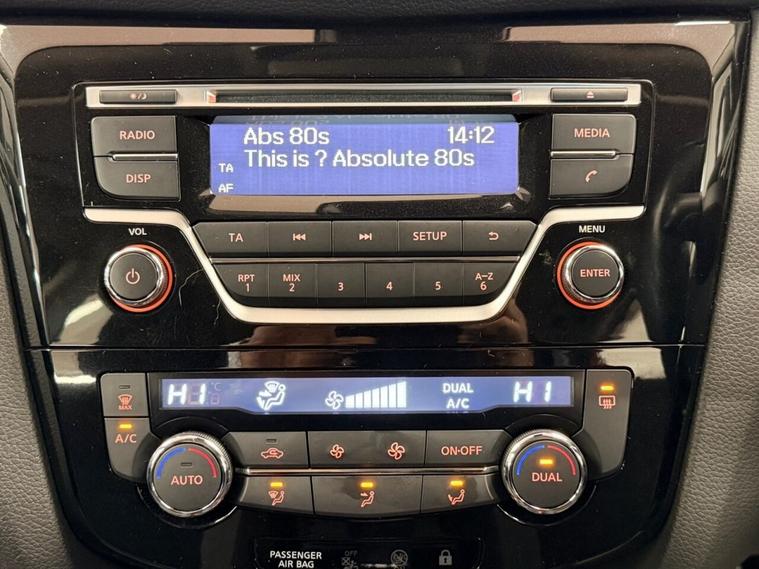 RADIO
DISP
Abs 80s 14:12
This is ? Absolute 80s
TA
AF
MEDIA
VOL
MENU
TA
SETUP
RPT
1
MIX
2
3
4
5
A-Z
6
ENTER
HI
°C
DUAL
A/C
HI
MAX
A/C
AUTO
ON·OFF
DUAL
PASSENGER
AIR BAG
OFF